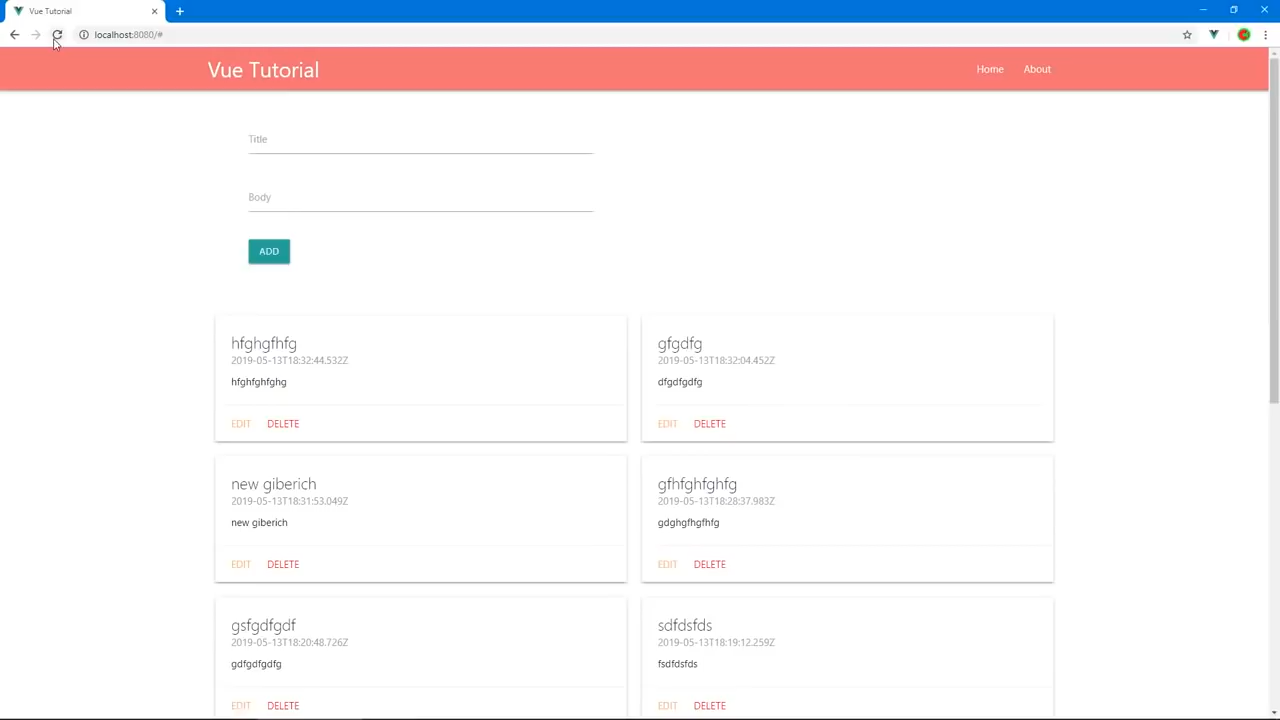 Vue Tutorial
localhost:8080/#
Vue Tutorial
Home About
Title
Body
ADD
hfghgfhfg
2019-05-13T18:32:44.532Z
hfghfghfghg
EDIT DELETE
gfgdfg
2019-05-13T18:32:04.452Z
dfgdfgdfg
EDIT DELETE
new giberich
2019-05-13T18:31:53.049Z
new giberich
EDIT DELETE
gfhfghfghfg
2019-05-13T18:28:37.983Z
gdghgfhgfhfg
EDIT DELETE
gsfgdfgdf
2019-05-13T18:20:48.726Z
gdfgdfgdfg
EDIT DELETE
sdfdsfds
2019-05-13T18:19:12.259Z
fsdfdsfds
EDIT DELETE